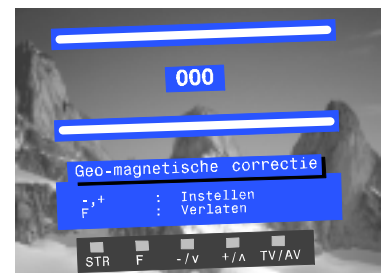 000
Geo-magnetische correctie
-,+ : Instellen
F : Verlaten
STR F -/v +/ʌ TV/AV